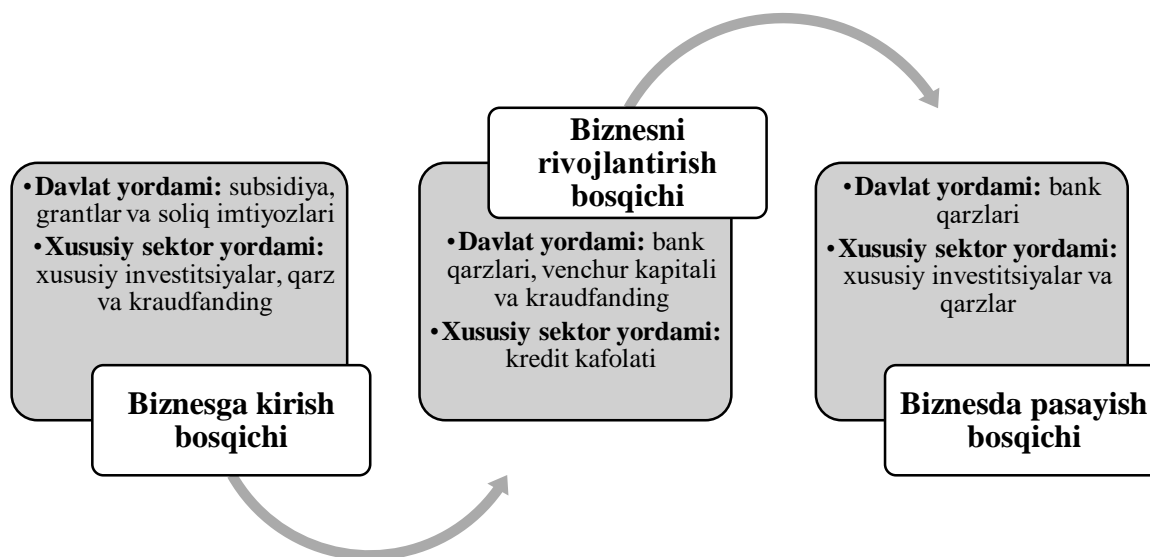 •Davlat yordami: subsidiya,
grantlar va soliq imtiyozlari
•Xususiy sektor yordami:
xususiy investitsiyalar, qarz
va kraudfanding
Biznesga kirish
bosqichi
Biznesni
rivojlantirish
bosqichi
•Davlat yordami: bank
qarzlari, venchur kapitali
va kraudfanding
•Xususiy sektor yordami:
kredit kafolati
•Davlat yordami: bank
qarzlari
•Xususiy sektor yordami:
xususiy investitsiyalar va
qarzlar
Biznesda pasayish
bosqichi